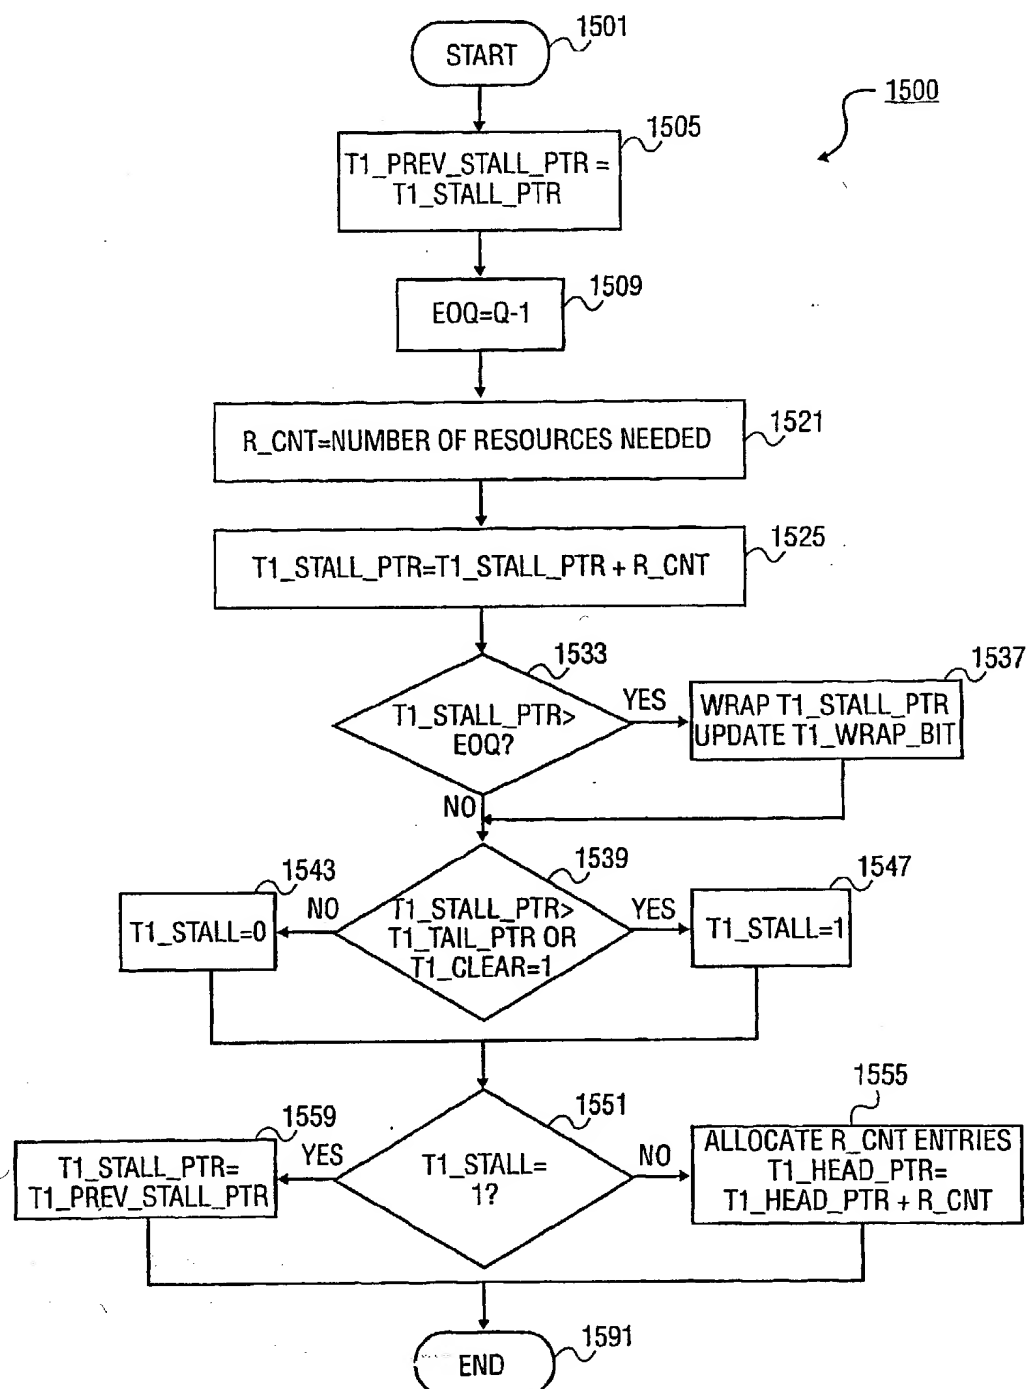 START
1501
1500
T1_PREV_STALL_PTR =
T1_STALL_PTR
1505
EOQ=Q-1
1509
R_CNT=NUMBER OF RESOURCES NEEDED
1521
T1_STALL_PTR=T1_STALL_PTR + R_CNT
1525
T1_STALL_PTR>
EOQ?
1533
YES
WRAP T1_STALL_PTR
UPDATE T1_WRAP_BIT
1537
NO
T1_STALL_PTR>
T1_TAIL_PTR OR
T1_CLEAR=1
1539
NO
T1_STALL=0
1543
YES
T1_STALL=1
1547
T1_STALL=
1?
1551
YES
T1_STALL_PTR=
T1_PREV_STALL_PTR
1559
NO
ALLOCATE R_CNT ENTRIES
T1_HEAD_PTR=
T1_HEAD_PTR + R_CNT
1555
END
1591